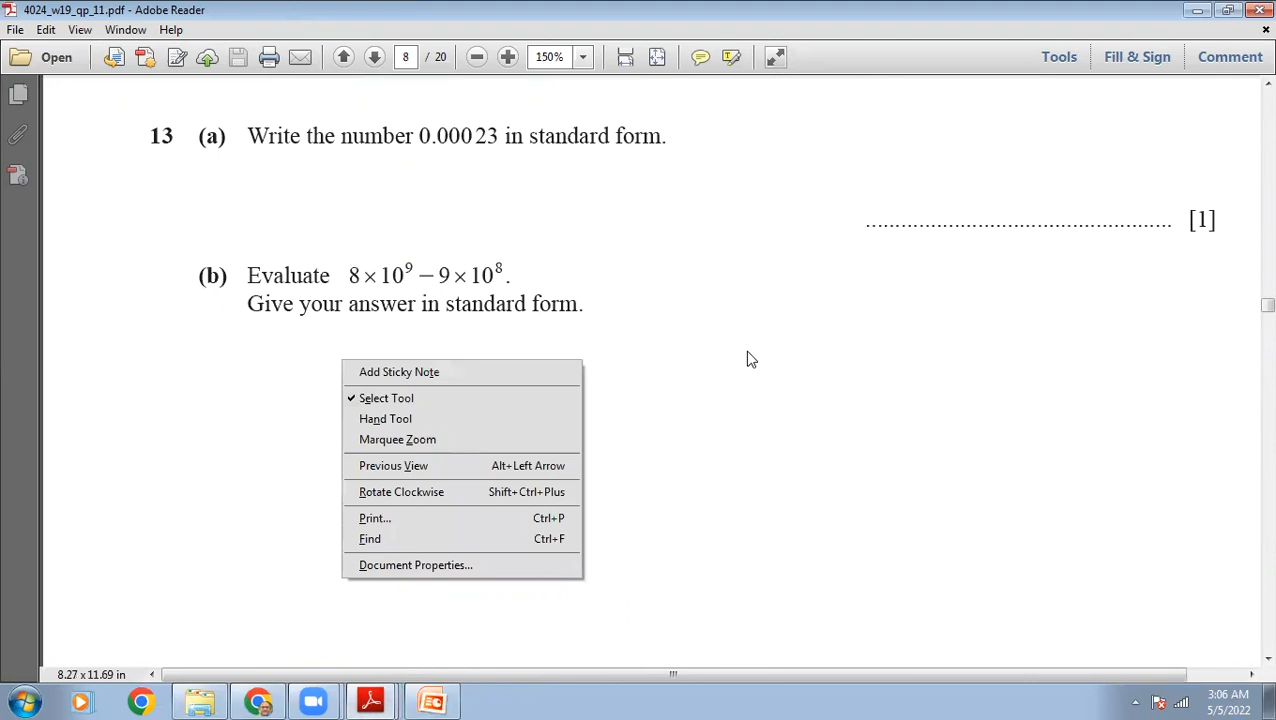 4024_w19_qp_11.pdf - Adobe Reader
File Edit View Window Help
Open 8 / 20 150% Tools Fill & Sign Comment
13 (a) Write the number 0.00023 in standard form.
.................................................... [1]
(b) Evaluate 8 × 10⁹ − 9 × 10⁸.
Give your answer in standard form.
Add Sticky Note
Select Tool
Hand Tool
Marquee Zoom
Previous View Alt+Left Arrow
Rotate Clockwise Shift+Ctrl+Plus
Print... Ctrl+P
Find Ctrl+F
Document Properties...
8.27 x 11.69 in
3:06 AM
5/5/2022